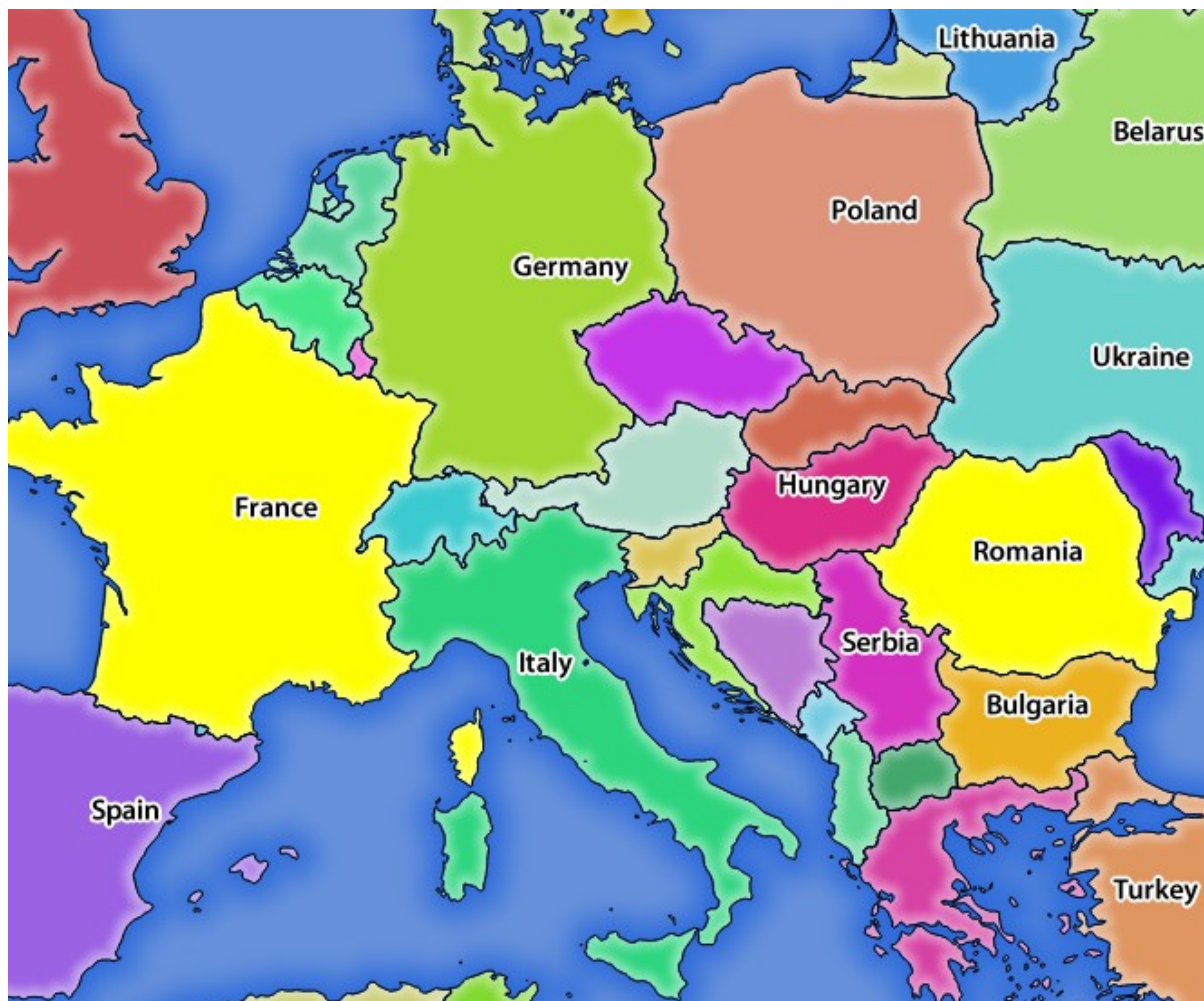 Lithuania
Belarus
Poland
Germany
Ukraine
Hungary
France
Romania
Serbia
Italy
Bulgaria
Spain
Turkey